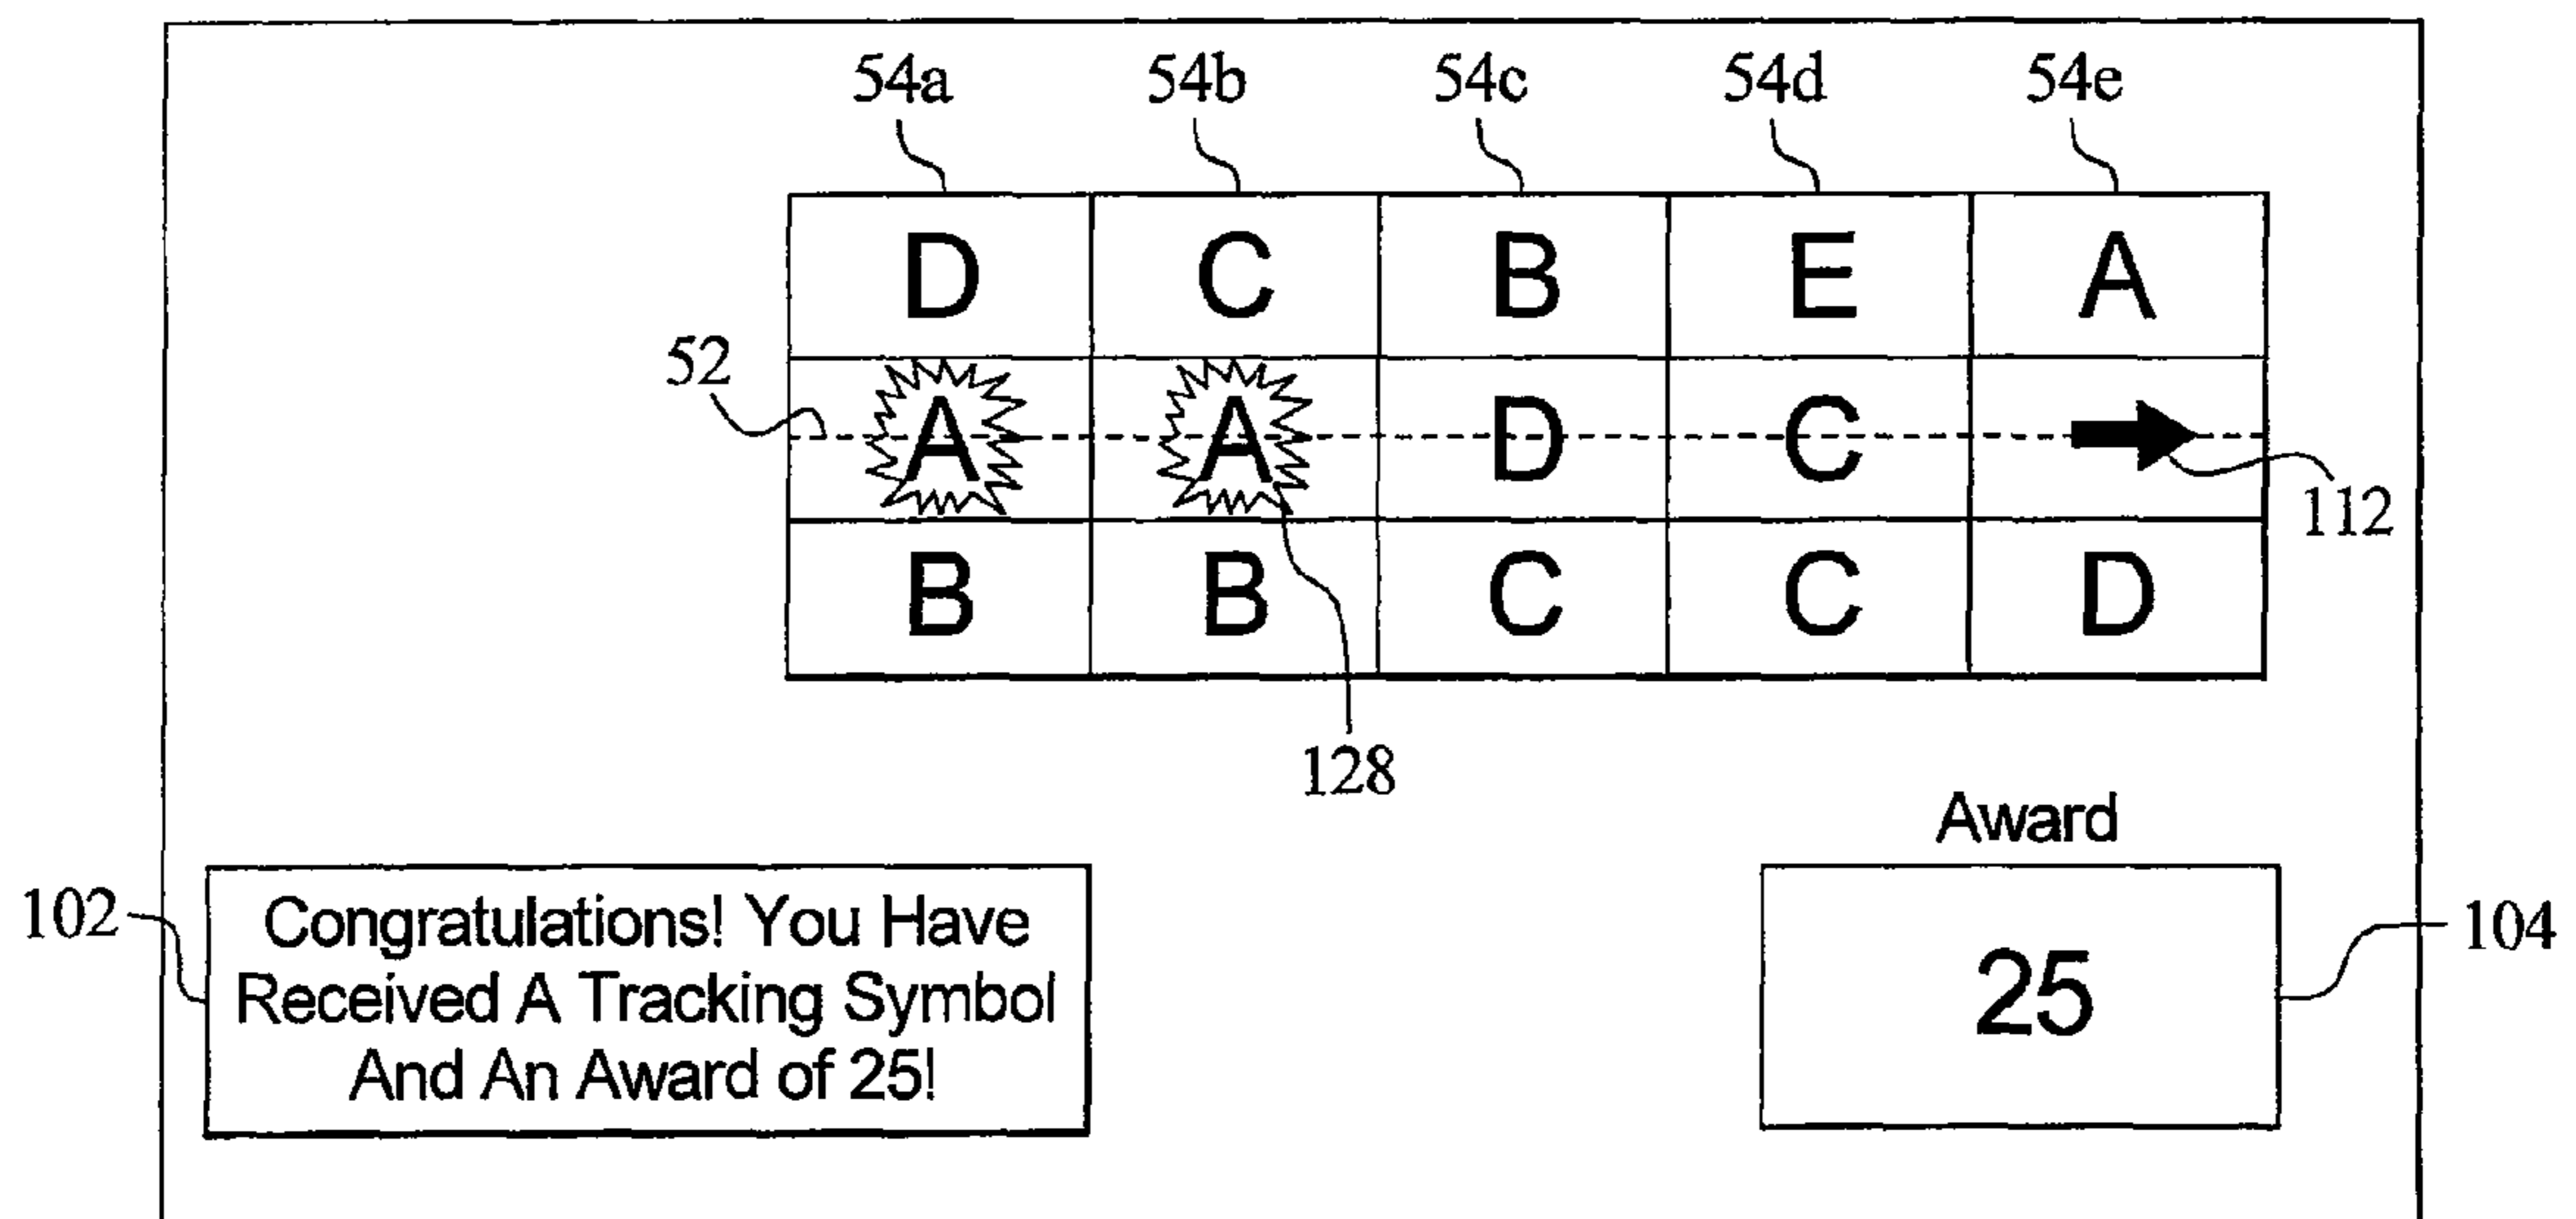 54a 54b 54c 54d 54e
D C B E A
52
A A D C
112
B B C C D
128
Award
102
Congratulations! You Have
Received A Tracking Symbol
And An Award of 25!
25
104